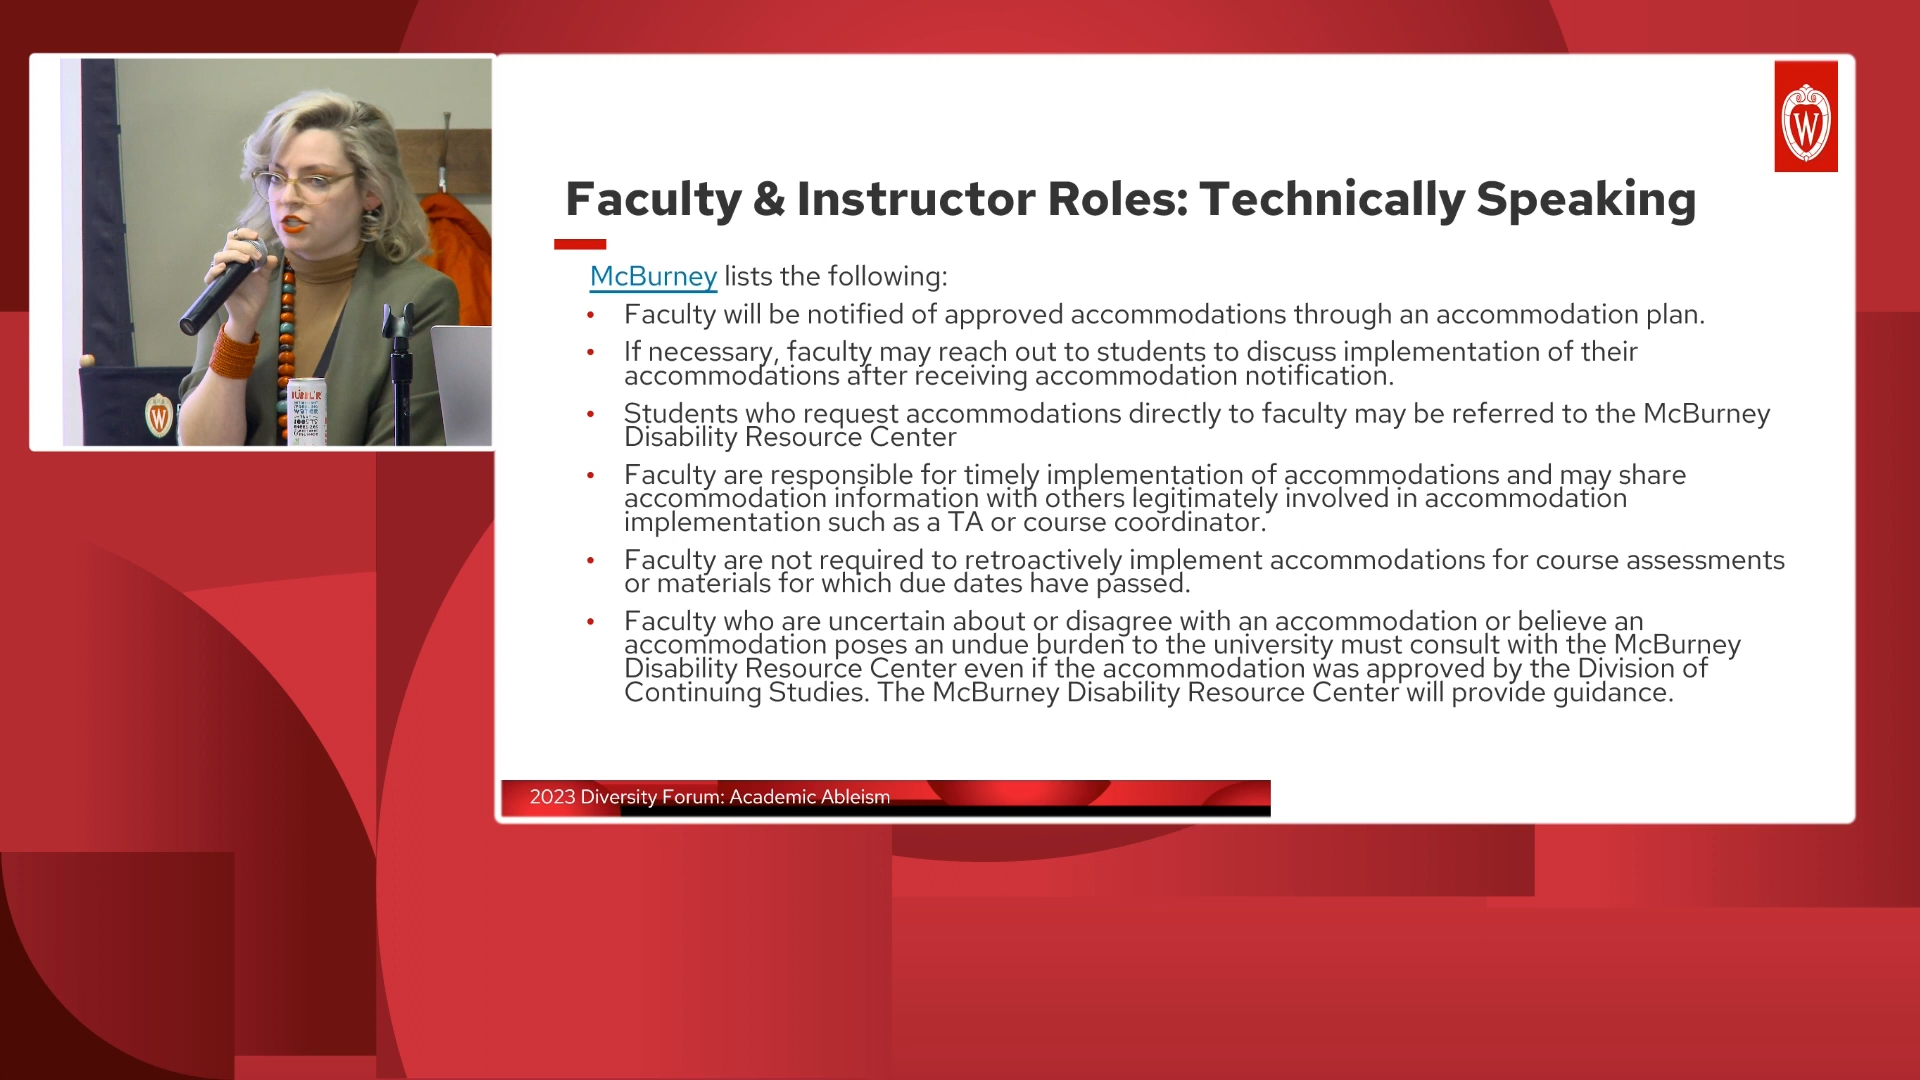 Faculty & Instructor Roles: Technically Speaking
McBurney lists the following:
• Faculty will be notified of approved accommodations through an accommodation plan.
• If necessary, faculty may reach out to students to discuss implementation of their
accommodations after receiving accommodation notification.
• Students who request accommodations directly to faculty may be referred to the McBurney
Disability Resource Center
• Faculty are responsible for timely implementation of accommodations and may share
accommodation information with others legitimately involved in accommodation
implementation such as a TA or course coordinator.
• Faculty are not required to retroactively implement accommodations for course assessments
or materials for which due dates have passed.
• Faculty who are uncertain about or disagree with an accommodation or believe an
accommodation poses an undue burden to the university must consult with the McBurney
Disability Resource Center even if the accommodation was approved by the Division of
Continuing Studies. The McBurney Disability Resource Center will provide guidance.
2023 Diversity Forum: Academic Ableism
W
W